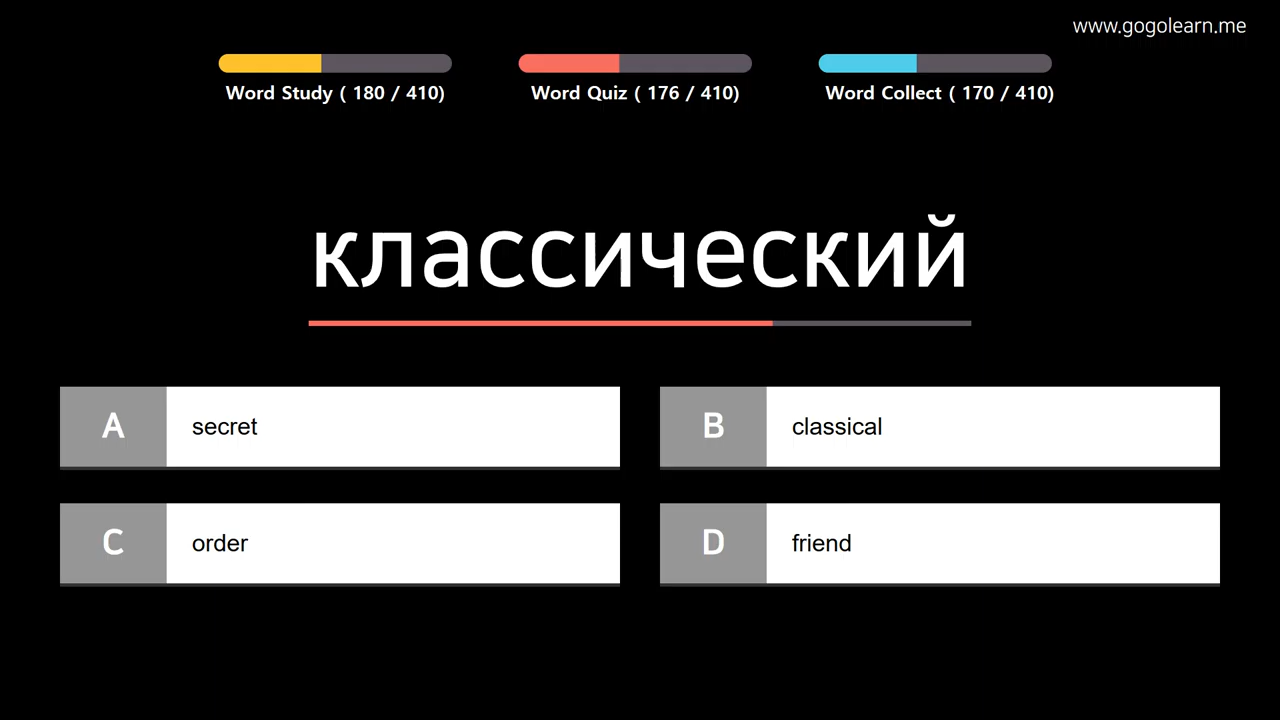 www.gogolearn.me
Word Study ( 180 / 410)
Word Quiz ( 176 / 410)
Word Collect ( 170 / 410)
классический
A secret
B classical
C order
D friend